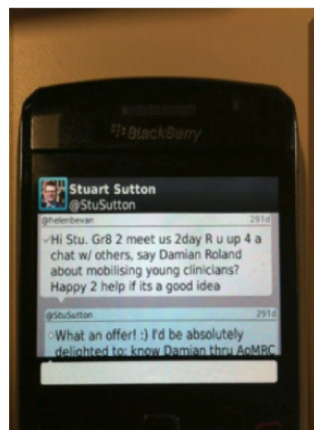 BlackBerry
Stuart Sutton
@StuSutton
@helenbevan 291d
✓Hi Stu. Gr8 2 meet us 2day R u up 4 a
chat w/ others, say Damian Roland
about mobilising young clinicians?
Happy 2 help if its a good idea
@StuSutton 291d
What an offer! :) I'd be absolutely
delighted to; know Damian thru AoMRC